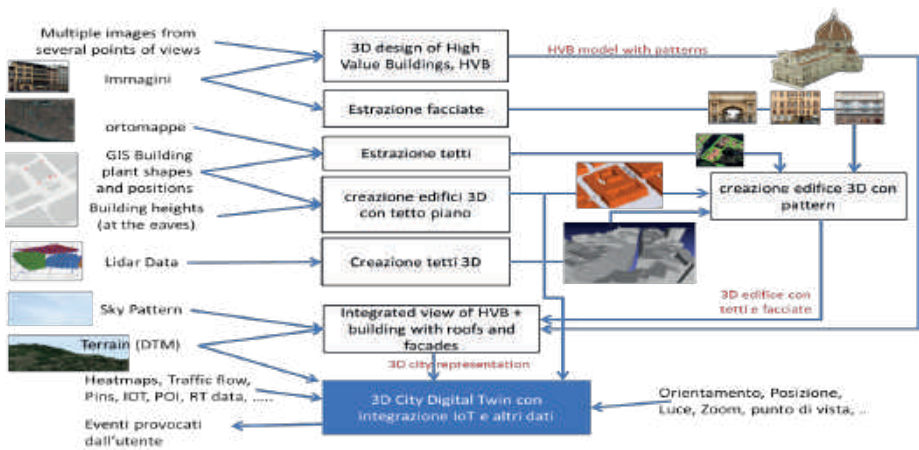 Multiple images from
several points of views
Immagini
ortomappe
GIS Building
plant shapes
and positions
Building heights
(at the eaves)
Lidar Data
Sky Pattern
Terrain (DTM)
Heatmaps, Traffic flow,
Pins, IOT, POI, RT data, .....
Eventi provocati
dall'utente
3D design of High
Value Buildings, HVB
Estrazione facciate
Estrazione tetti
creazione edifici 3D
con tetto piano
Creazione tetti 3D
Integrated view of HVB +
building with roofs and
facades
3D city representation
3D City Digital Twin con
integrazione IoT e altri dati
HVB model with patterns
creazione edifice 3D con
pattern
3D edifice con
tetti e facciate
Orientamento, Posizione,
Luce, Zoom, punto di vista, ..